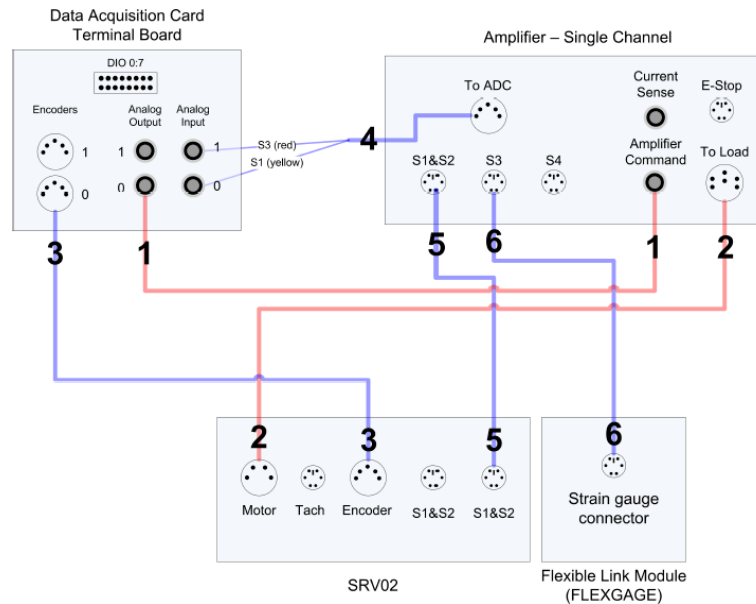 Data Acquisition Card
Terminal Board
DIO 0:7
Encoders
Analog
Output
Analog
Input
1
1
1
0
0
0
S3 (red)
S1 (yellow)
4
Amplifier – Single Channel
To ADC
Current
Sense
E-Stop
Amplifier
Command
To Load
S1&S2
S3
S4
3
1
5
6
1
2
2
3
5
6
Motor
Tach
Encoder
S1&S2
S1&S2
Strain gauge
connector
SRV02
Flexible Link Module
(FLEXGAGE)